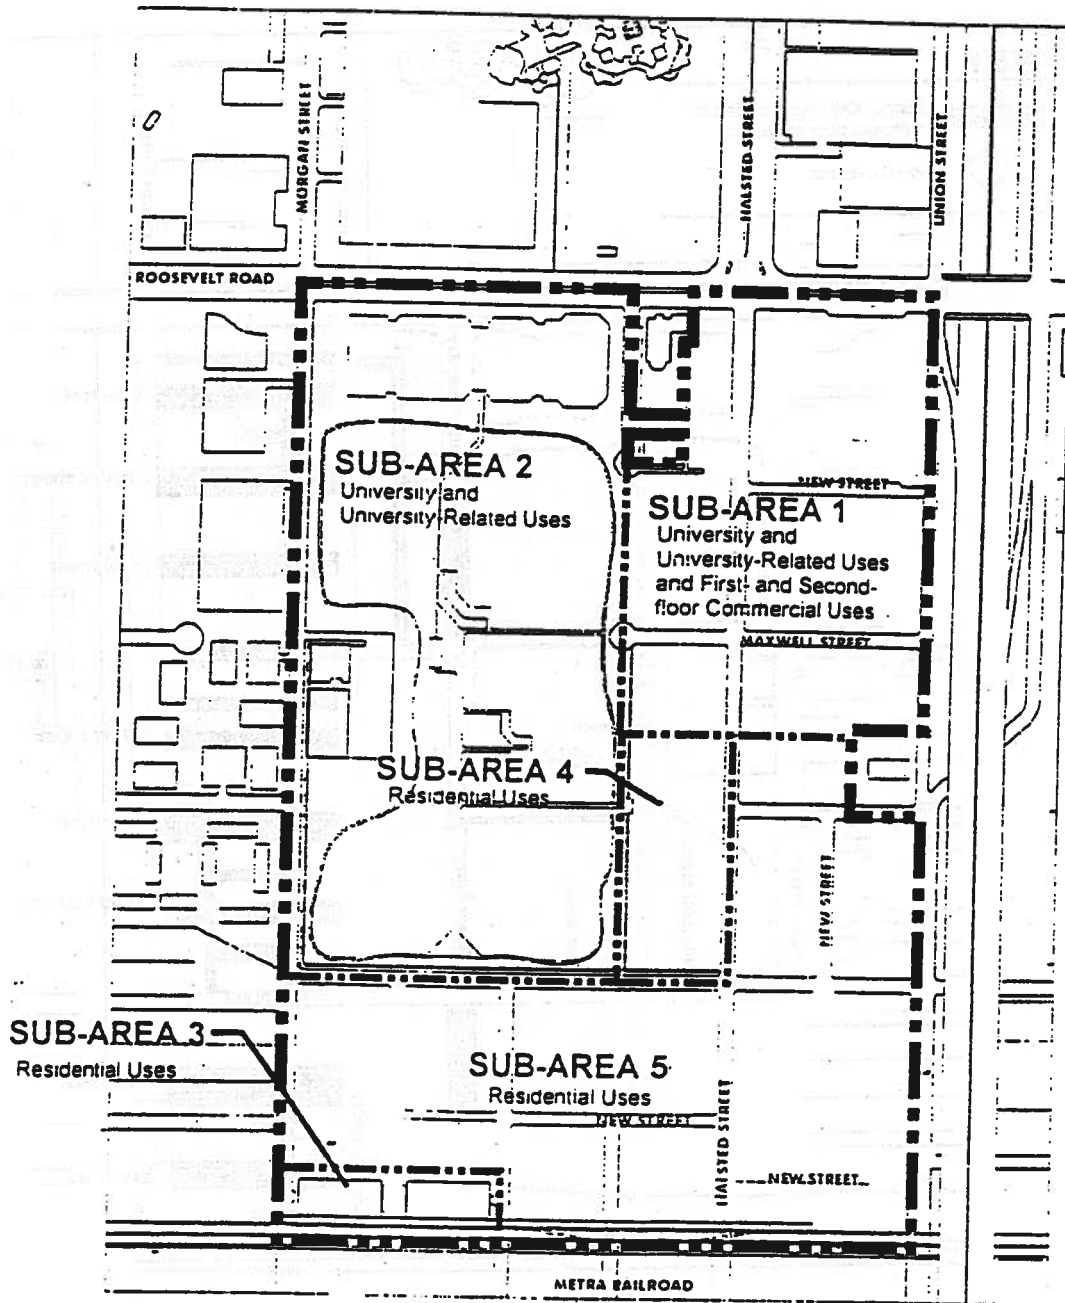 MORGAN STREET
HALSTED STREET
UNION STREET
ROOSEVELT ROAD
SUB-AREA 2
University and
University-Related Uses
NEW STREET
SUB-AREA 1
University and
University-Related Uses
and First- and Second-
floor Commercial Uses
MAXWELL STREET
SUB-AREA 4
Residential Uses
NEW STREET
SUB-AREA 3
Residential Uses
SUB-AREA 5
Residential Uses
NEW STREET
HALSTED STREET
NEW STREET
METRA RAILROAD